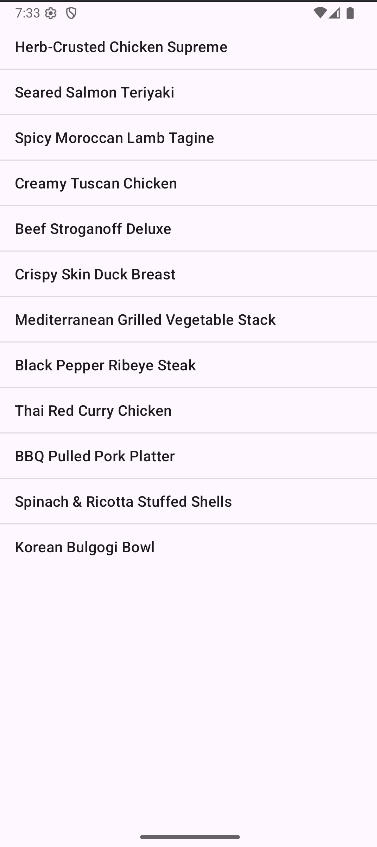 7:33
Herb-Crusted Chicken Supreme
Seared Salmon Teriyaki
Spicy Moroccan Lamb Tagine
Creamy Tuscan Chicken
Beef Stroganoff Deluxe
Crispy Skin Duck Breast
Mediterranean Grilled Vegetable Stack
Black Pepper Ribeye Steak
Thai Red Curry Chicken
BBQ Pulled Pork Platter
Spinach & Ricotta Stuffed Shells
Korean Bulgogi Bowl